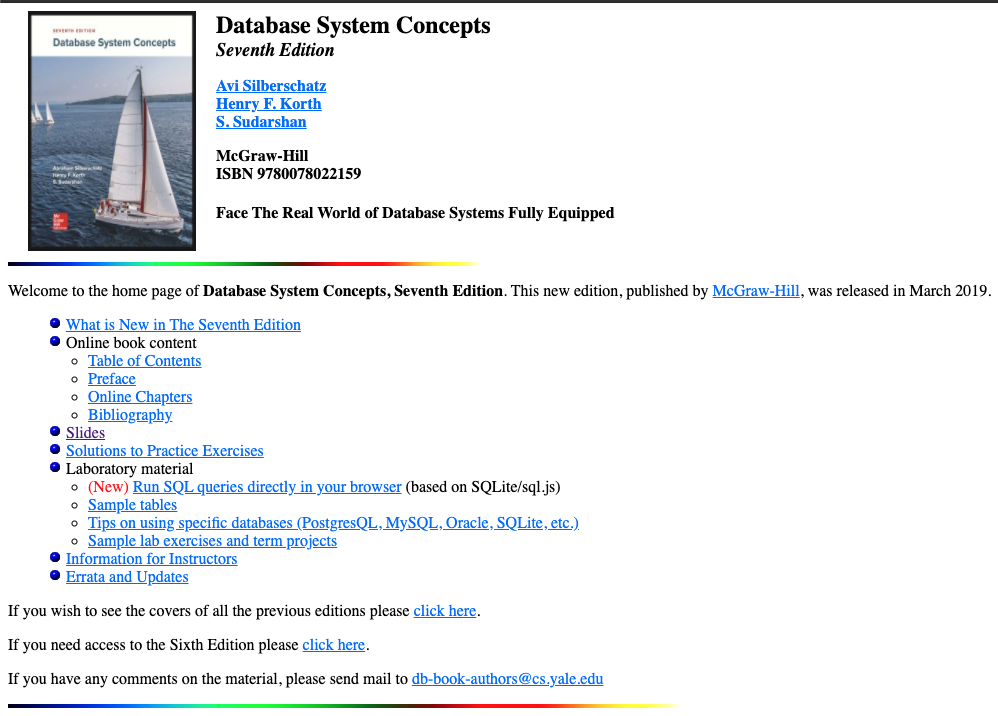 SEVENTH EDITION
Database System Concepts
Abraham Silberschatz
Henry F. Korth
S. Sudarshan
Mc
Graw
Hill
Database System Concepts
Seventh Edition
Avi Silberschatz
Henry F. Korth
S. Sudarshan
McGraw-Hill
ISBN 9780078022159
Face The Real World of Database Systems Fully Equipped
Welcome to the home page of Database System Concepts, Seventh Edition. This new edition, published by McGraw-Hill, was released in March 2019.
What is New in The Seventh Edition
Online book content
Table of Contents
Preface
Online Chapters
Bibliography
Slides
Solutions to Practice Exercises
Laboratory material
(New) Run SQL queries directly in your browser (based on SQLite/sql.js)
Sample tables
Tips on using specific databases (PostgresQL, MySQL, Oracle, SQLite, etc.)
Sample lab exercises and term projects
Information for Instructors
Errata and Updates
If you wish to see the covers of all the previous editions please click here.
If you need access to the Sixth Edition please click here.
If you have any comments on the material, please send mail to db-book-authors@cs.yale.edu